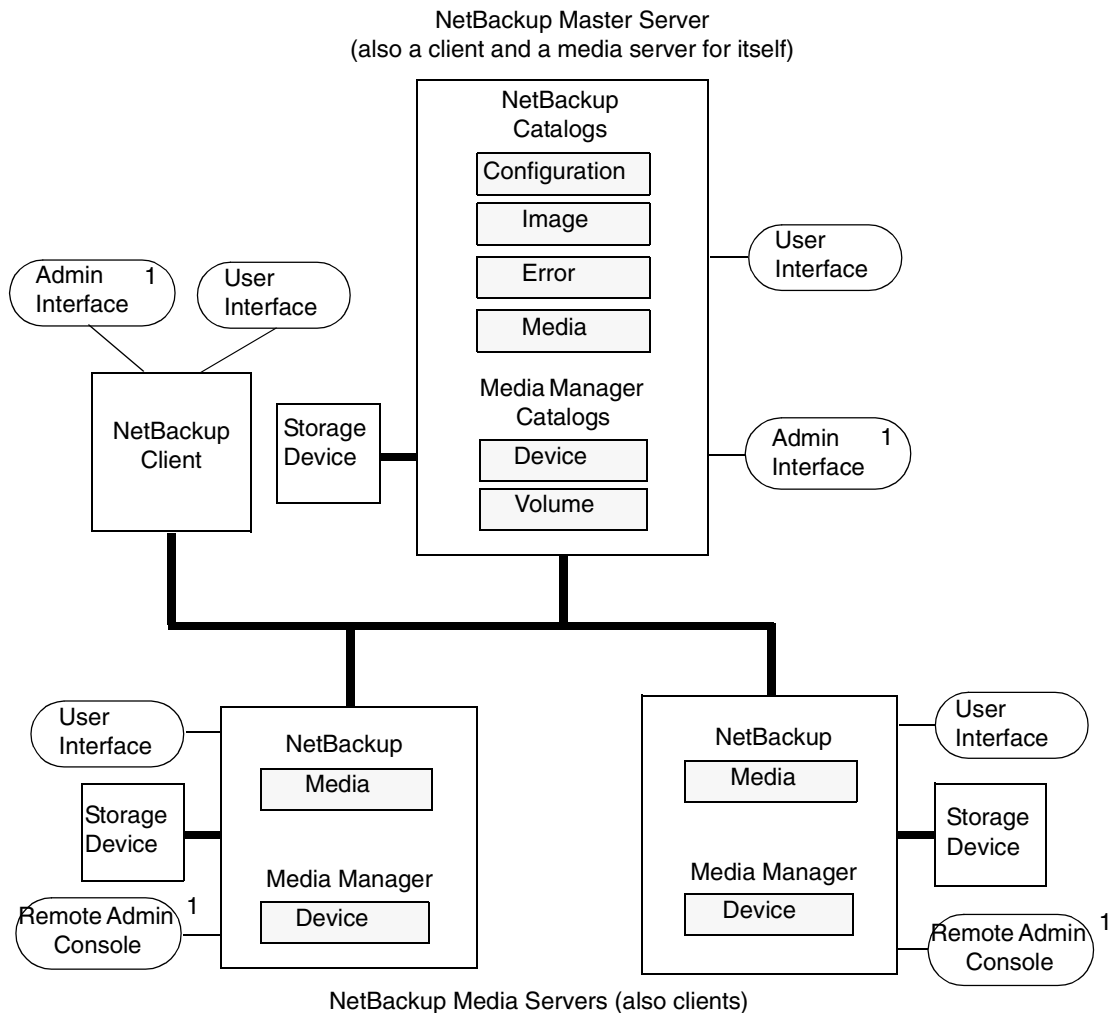 NetBackup Master Server
(also a client and a media server for itself)
NetBackup
Catalogs
Configuration
Image
Error
Media
Media Manager
Catalogs
Device
Volume
User
Interface
Admin 1
Interface
Admin 1
Interface
User
Interface
NetBackup
Client
Storage
Device
User
Interface
Storage
Device
Remote Admin 1
Console
NetBackup
Media
Media Manager
Device
NetBackup
Media
Media Manager
Device
User
Interface
Storage
Device
Remote Admin 1
Console
NetBackup Media Servers (also clients)